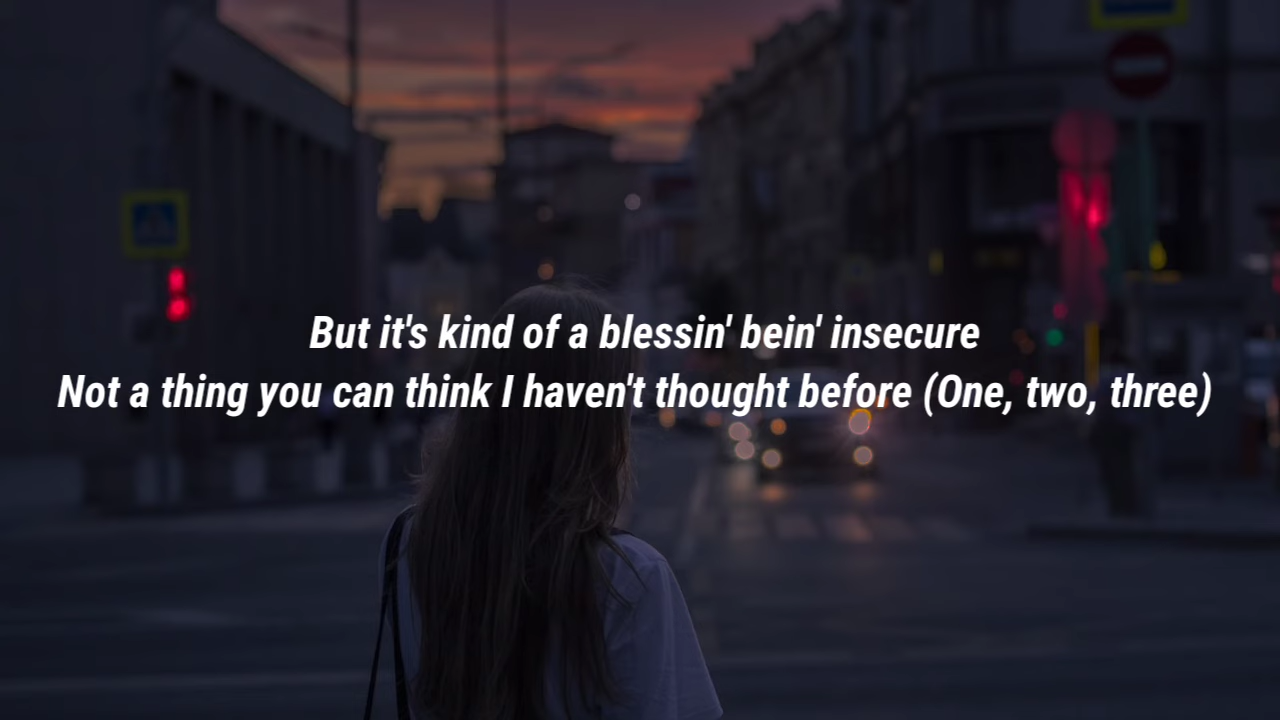 But it's kind of a blessin' bein' insecure
Not a thing you can think I haven't thought before (One, two, three)